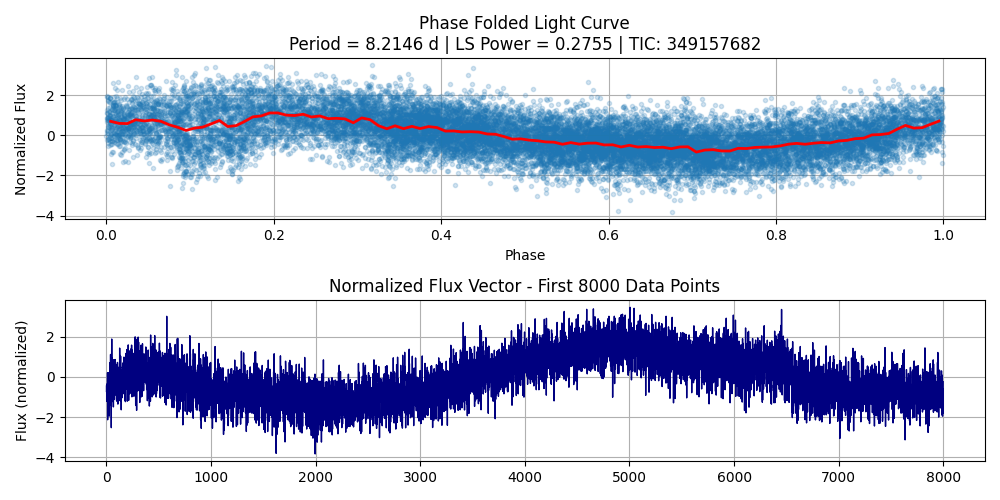 Phase Folded Light Curve
Period = 8.2146 d | LS Power = 0.2755 | TIC: 349157682
Normalized Flux
2
0
−2
−4
0.0 0.2 0.4 0.6 0.8 1.0
Phase
Normalized Flux Vector - First 8000 Data Points
Flux (normalized)
2
0
−2
−4
0 1000 2000 3000 4000 5000 6000 7000 8000